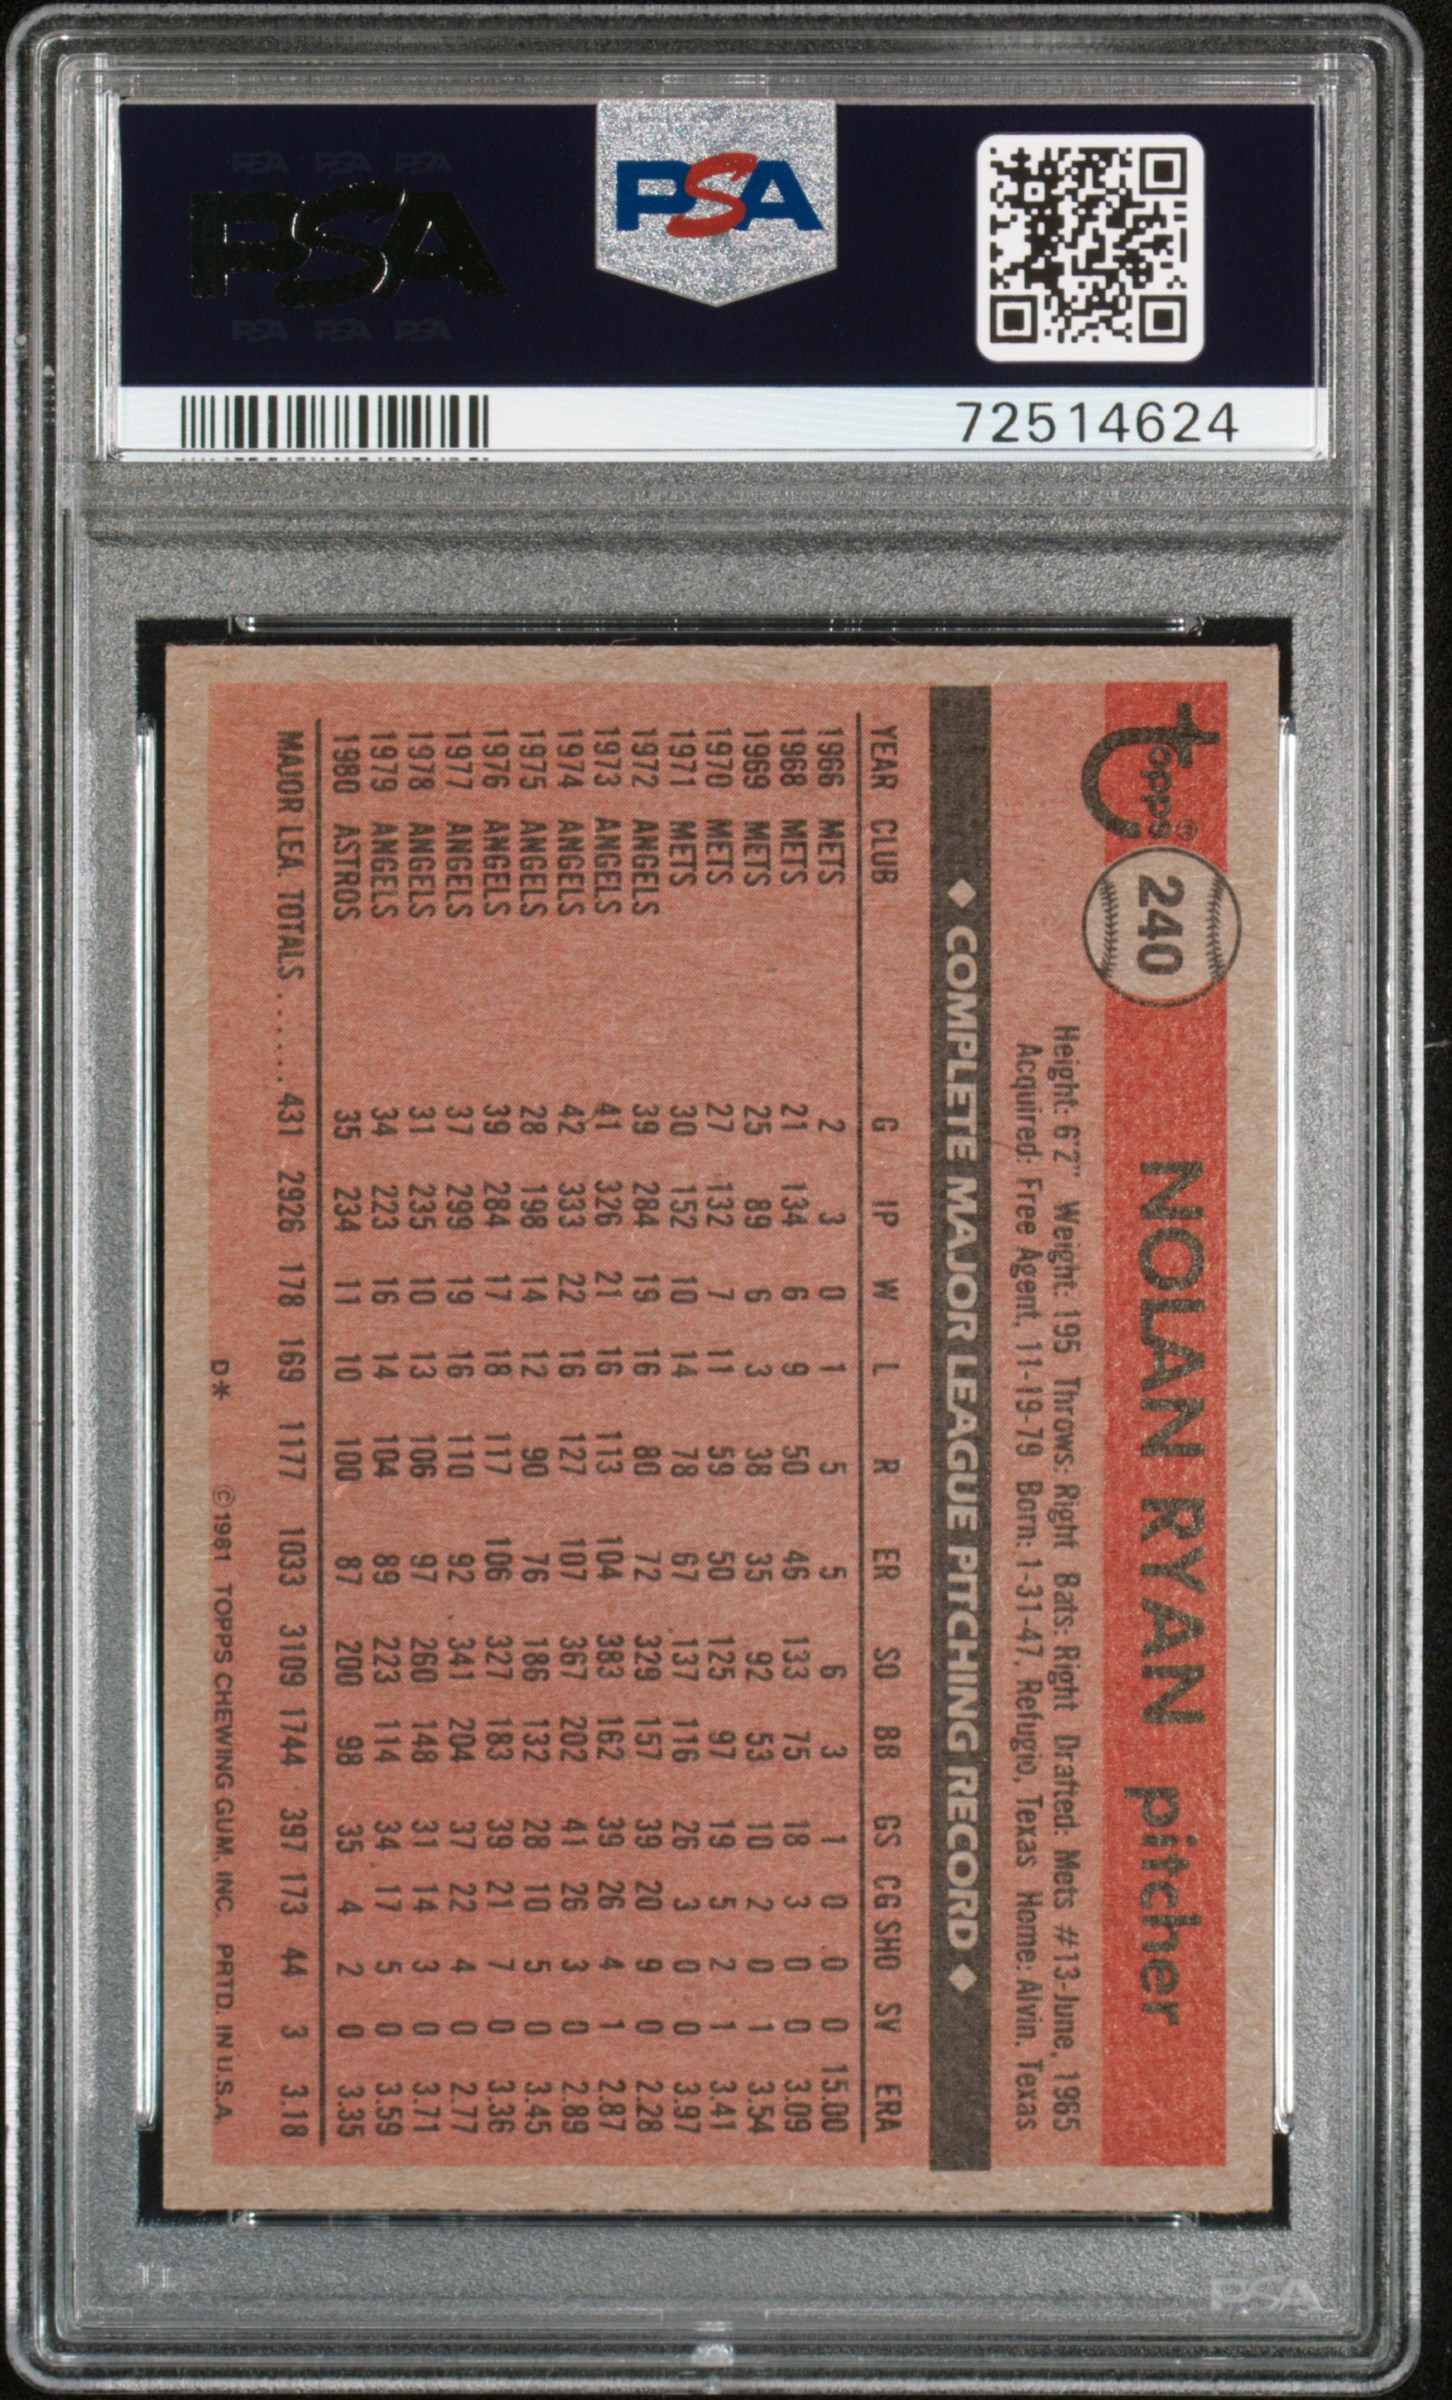 PSA PSA PSA
PSA
PSA PSA PSA
PSA
72514624
topps®
240 NOLAN RYAN pitcher
Height: 6'2" Weight: 195 Throws: Right Bats: Right Drafted: Mets #13-June, 1965
Acquired: Free Agent, 11-19-79 Born: 1-31-47, Refugio, Texas Home: Alvin, Texas
◆ COMPLETE MAJOR LEAGUE PITCHING RECORD ◆
YEAR CLUB G IP W L R ER SO BB GS CG SHO SV ERA
1966 METS 2 3 0 1 5 5 6 3 1 0 0 0 15.00
1968 METS 21 134 6 9 50 46 133 75 18 3 0 0 3.09
1969 METS 25 89 6 3 38 35 92 53 10 2 0 1 3.54
1970 METS 27 132 7 11 59 50 125 97 19 5 2 1 3.41
1971 METS 30 152 10 14 78 67 137 116 26 3 0 0 3.97
1972 ANGELS 39 284 19 16 80 72 329 157 39 20 9 0 2.28
1973 ANGELS 41 326 21 16 113 104 383 162 39 26 4 1 2.87
1974 ANGELS 42 333 22 16 127 107 367 202 41 26 3 0 2.89
1975 ANGELS 28 198 14 12 90 76 186 132 28 10 5 0 3.45
1976 ANGELS 39 284 17 18 117 106 327 183 39 21 7 0 3.36
1977 ANGELS 37 299 19 16 110 92 341 204 37 22 4 0 2.77
1978 ANGELS 31 235 10 13 106 97 260 148 31 14 3 0 3.71
1979 ANGELS 34 223 16 14 104 89 223 114 34 17 5 0 3.59
1980 ASTROS 35 234 11 10 100 87 200 98 35 4 2 0 3.35
MAJOR LEA. TOTALS ...... 431 2926 178 169 1177 1033 3109 1744 397 173 44 3 3.18
D* ©1981 TOPPS CHEWING GUM, INC. PRTD. IN U.S.A.
PSA